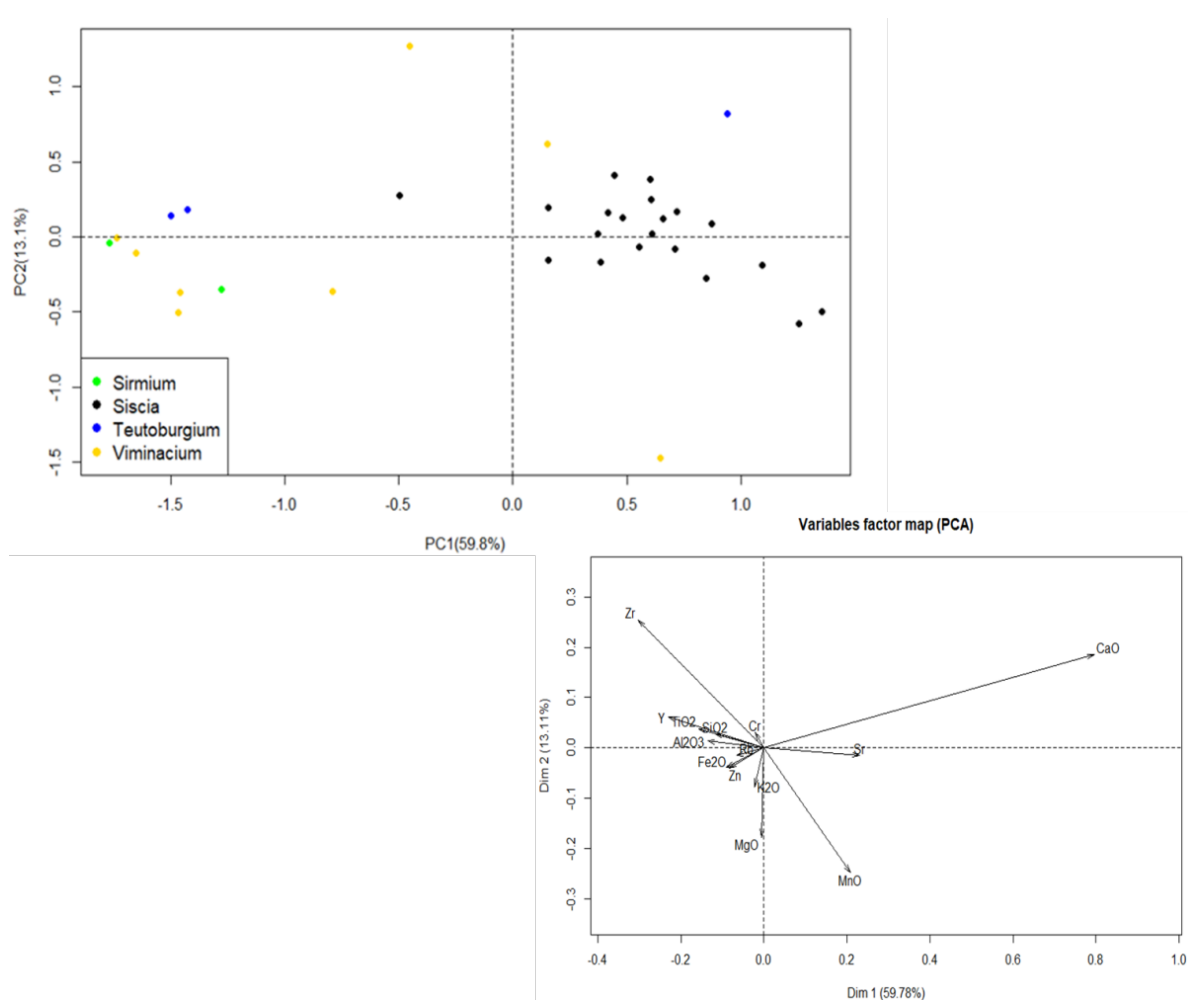 1.0
0.5
0.0
-0.5
-1.0
-1.5
PC2(13.1%)
Sirmium
Siscia
Teutoburgium
Viminacium
-1.5 -1.0 -0.5 0.0 0.5 1.0
PC1(59.8%)
Variables factor map (PCA)
0.3
0.2
0.1
0.0
-0.1
-0.2
-0.3
Dim 2 (13.11%)
Zr
CaO
Y
TiO2
SiO2
Cr
Al2O3
Rb
Sr
Fe2O
Zn
K2O
MgO
MnO
-0.4 -0.2 0.0 0.2 0.4 0.6 0.8 1.0
Dim 1 (59.78%)